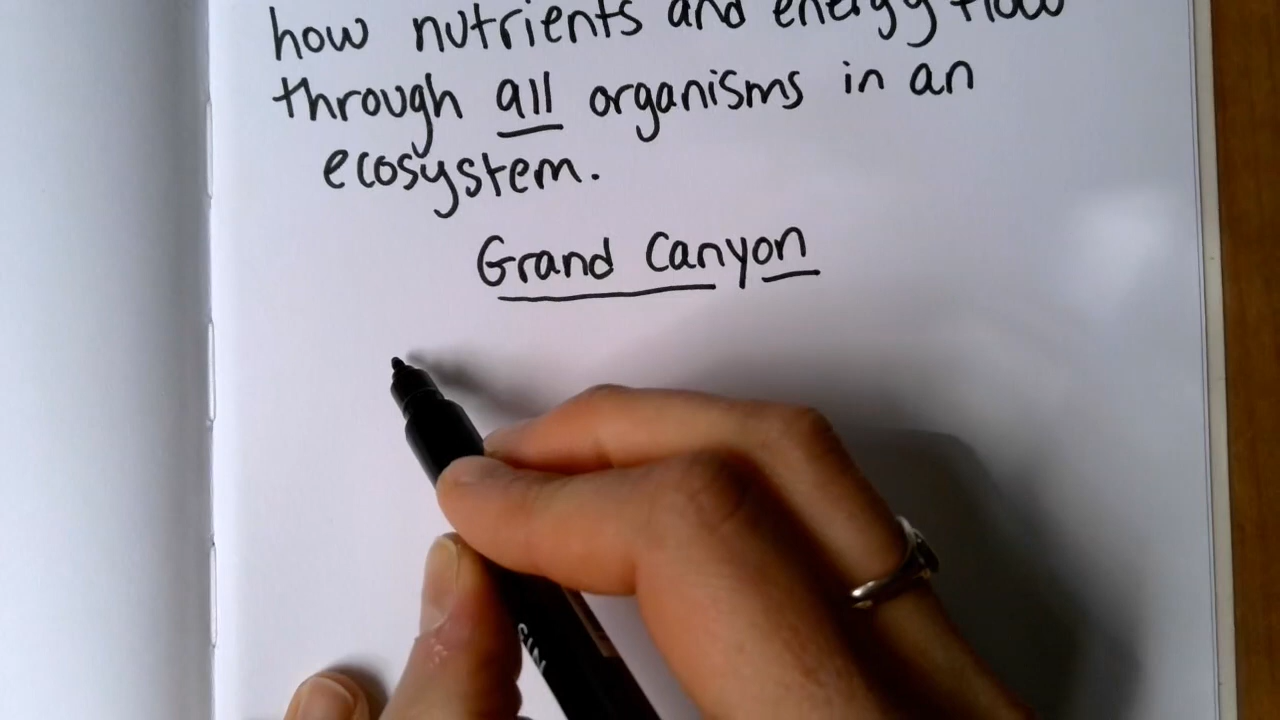 how nutrients and energy flow
through all organisms in an
ecosystem.
Grand Canyon